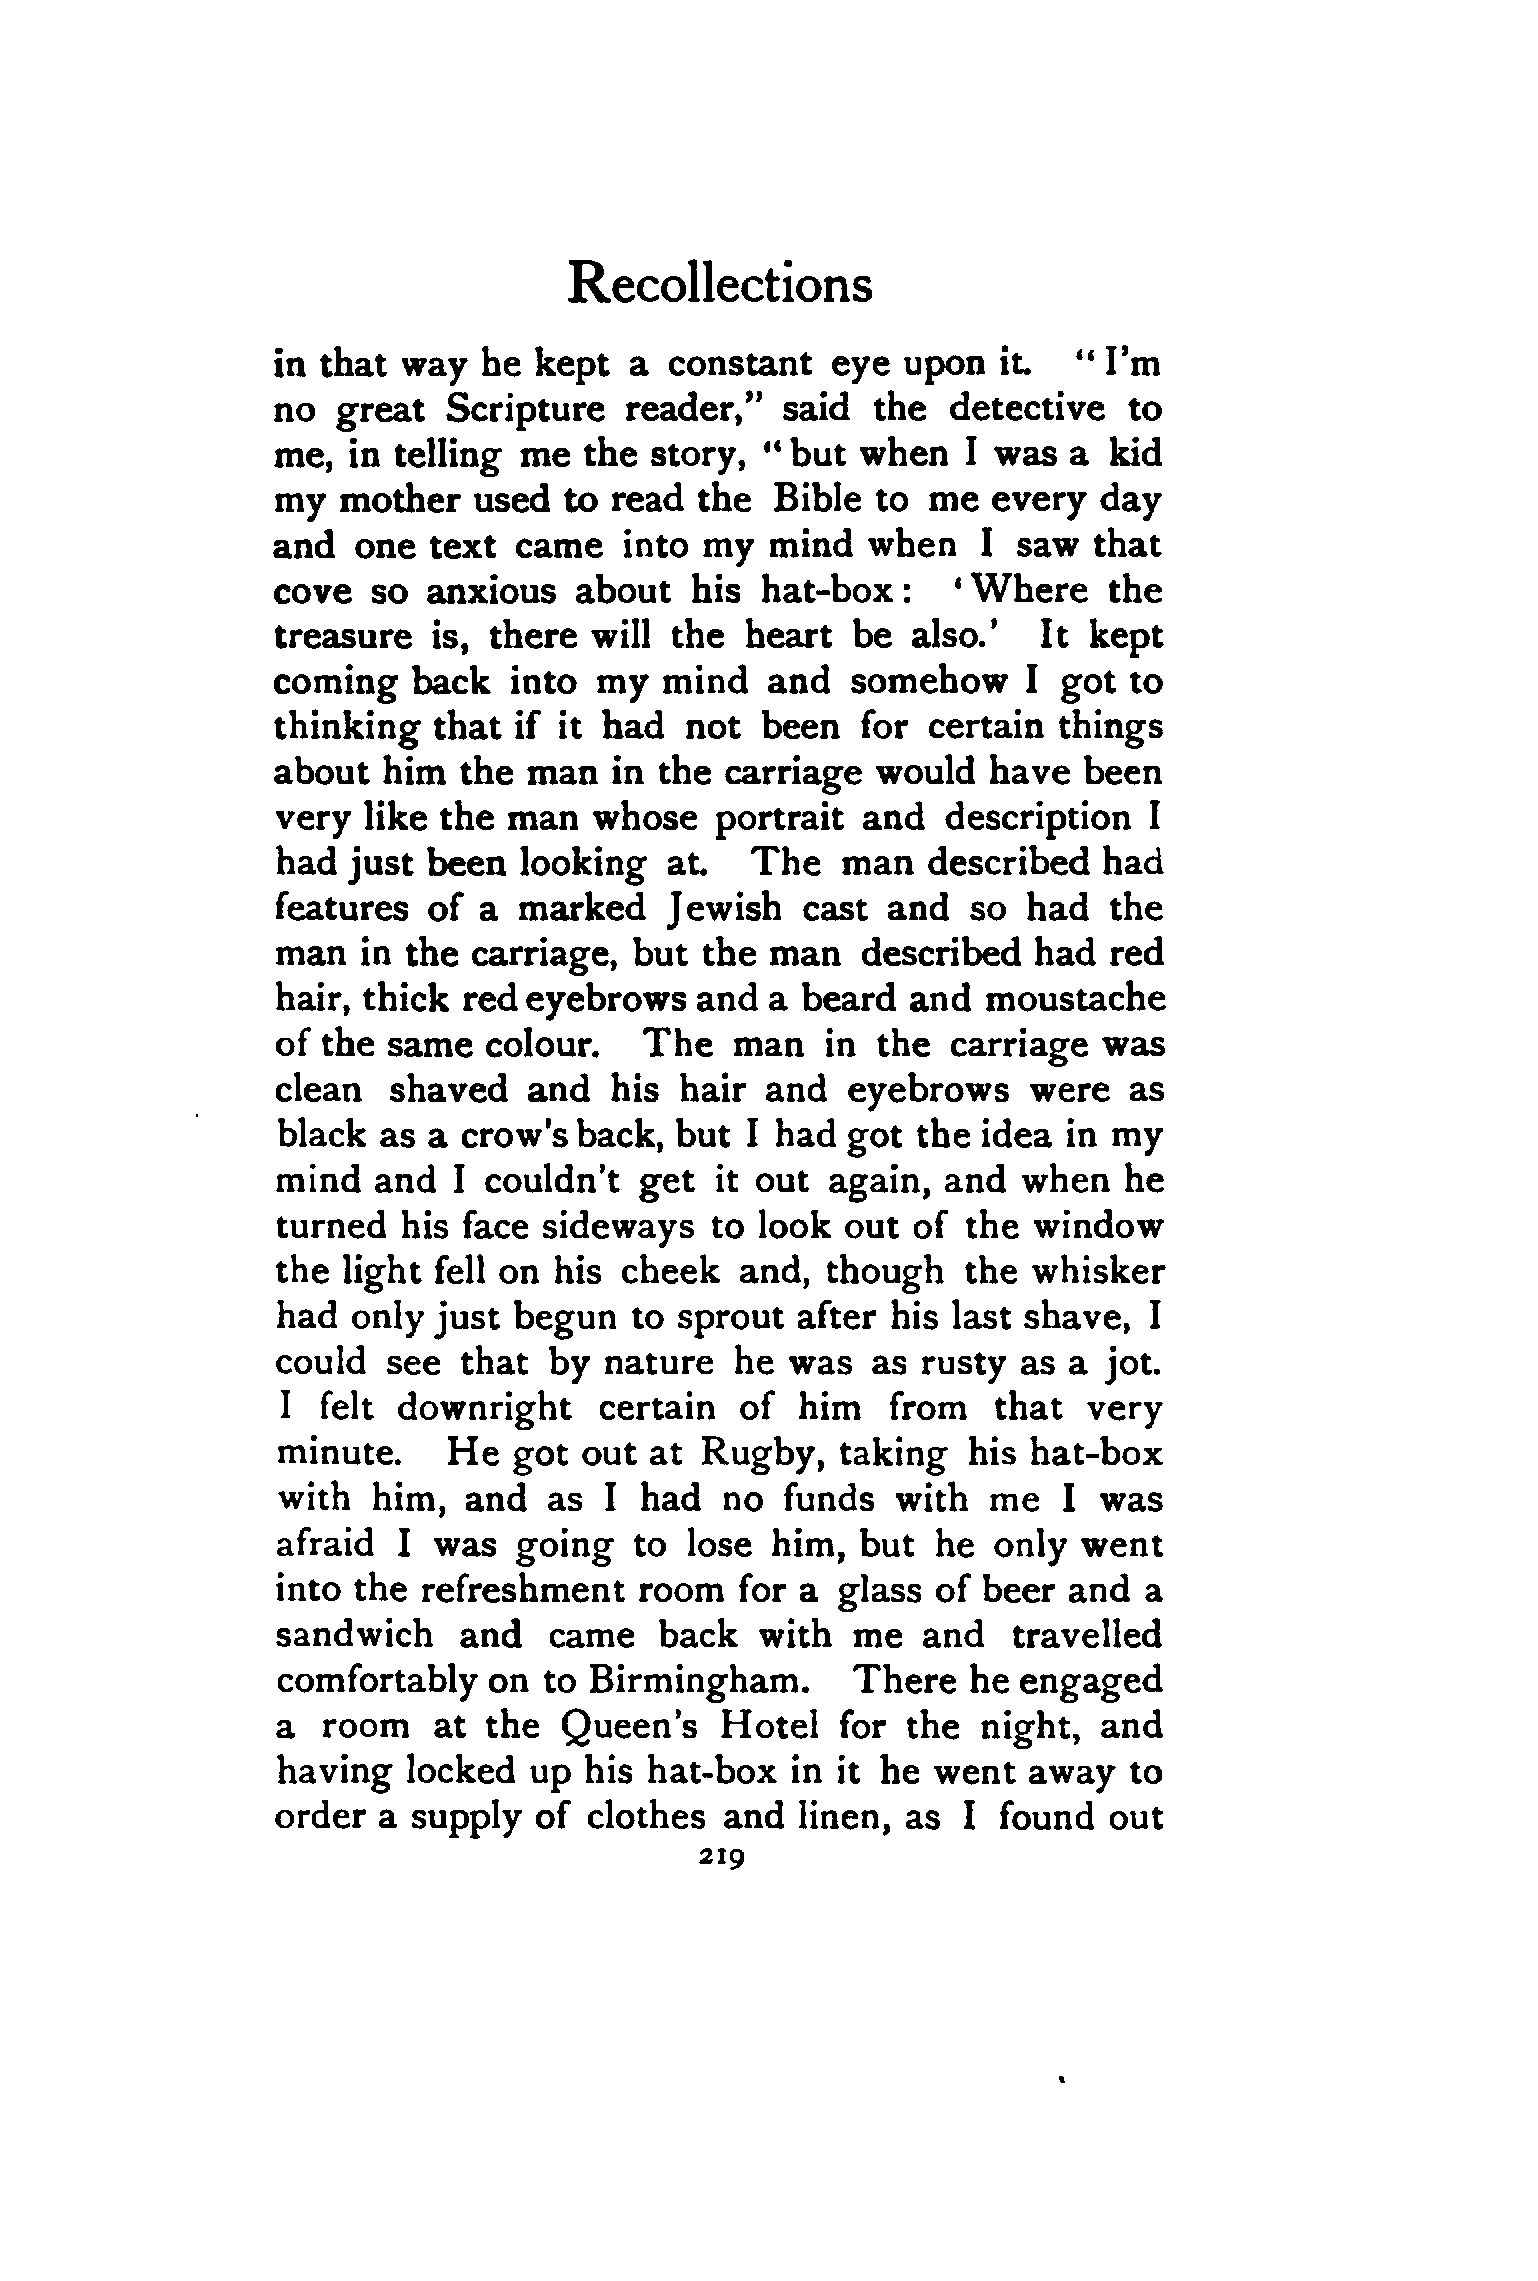 Recollections
in that way he kept a constant eye upon it. "I'm
no great Scripture reader," said the detective to
me, in telling me the story, "but when I was a kid
my mother used to read the Bible to me every day
and one text came into my mind when I saw that
cove so anxious about his hat-box: 'Where the
treasure is, there will the heart be also.' It kept
coming back into my mind and somehow I got to
thinking that if it had not been for certain things
about him the man in the carriage would have been
very like the man whose portrait and description I
had just been looking at. The man described had
features of a marked Jewish cast and so had the
man in the carriage, but the man described had red
hair, thick red eyebrows and a beard and moustache
of the same colour. The man in the carriage was
clean shaved and his hair and eyebrows were as
black as a crow's back, but I had got the idea in my
mind and I couldn't get it out again, and when he
turned his face sideways to look out of the window
the light fell on his cheek and, though the whisker
had only just begun to sprout after his last shave, I
could see that by nature he was as rusty as a jot.
I felt downright certain of him from that very
minute. He got out at Rugby, taking his hat-box
with him, and as I had no funds with me I was
afraid I was going to lose him, but he only went
into the refreshment room for a glass of beer and a
sandwich and came back with me and travelled
comfortably on to Birmingham. There he engaged
a room at the Queen's Hotel for the night, and
having locked up his hat-box in it he went away to
order a supply of clothes and linen, as I found out
219